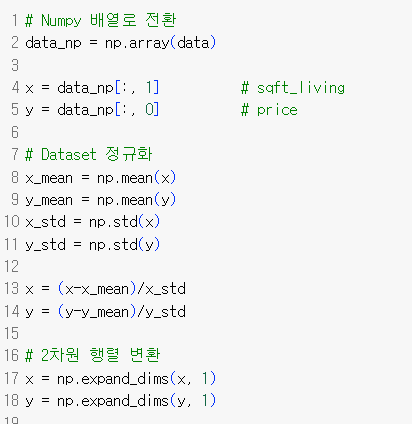 1 # Numpy 배열로 전환
2 data_np = np.array(data)
3
4 x = data_np[:, 1]          # sqft_living
5 y = data_np[:, 0]          # price
6
7 # Dataset 정규화
8 x_mean = np.mean(x)
9 y_mean = np.mean(y)
10 x_std = np.std(x)
11 y_std = np.std(y)
12
13 x = (x-x_mean)/x_std
14 y = (y-y_mean)/y_std
15
16 # 2차원 행렬 변환
17 x = np.expand_dims(x, 1)
18 y = np.expand_dims(y, 1)
19